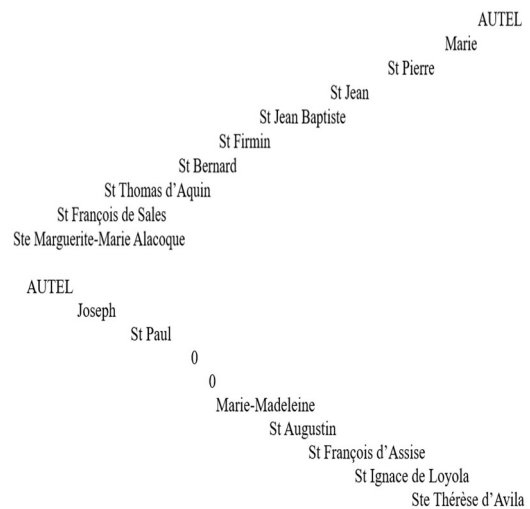 AUTEL
Marie
St Pierre
St Jean
St Jean Baptiste
St Firmin
St Bernard
St Thomas d’Aquin
St François de Sales
Ste Marguerite-Marie Alacoque
AUTEL
Joseph
St Paul
0
0
Marie-Madeleine
St Augustin
St François d’Assise
St Ignace de Loyola
Ste Thérèse d’Avila